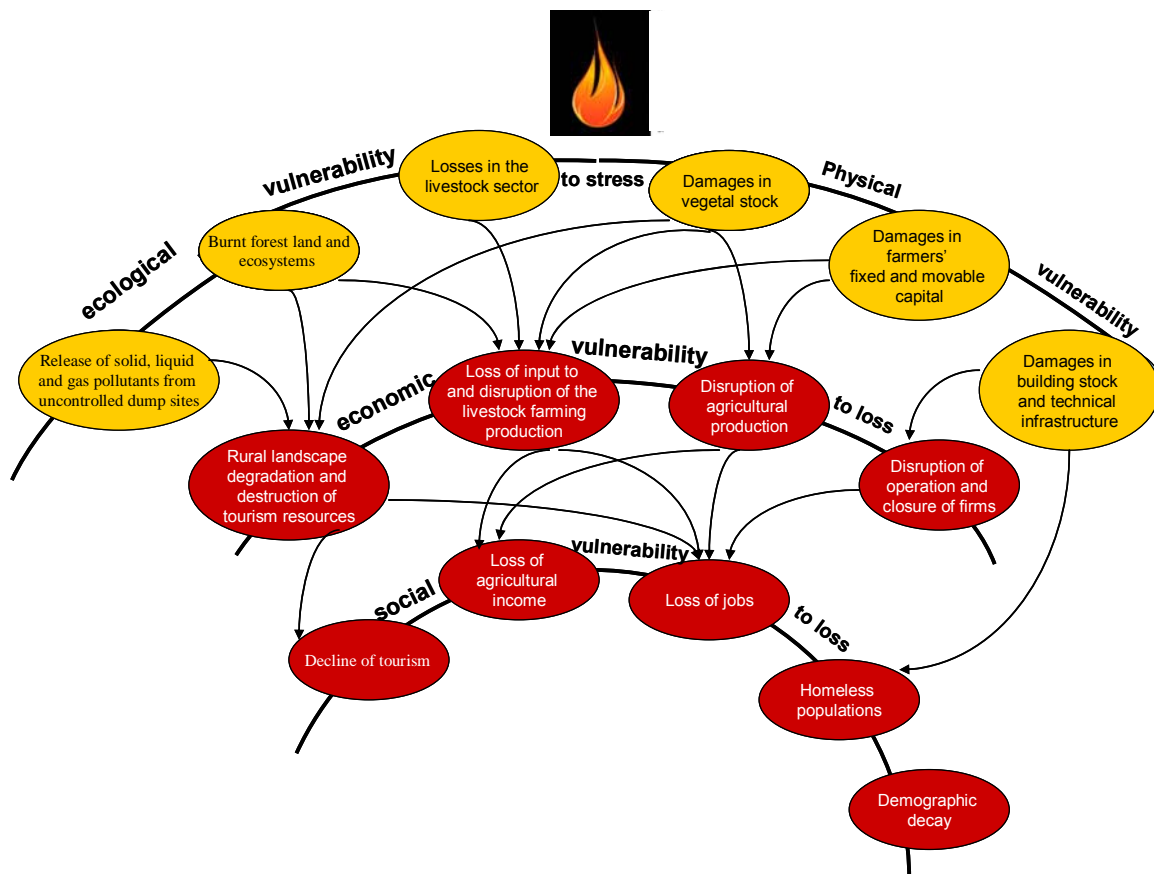 vulnerability
Losses in the
livestock sector
to stress
Damages in
vegetal stock
Physical
ecological
Burnt forest land and
ecosystems
Damages in
farmers'
fixed and movable
capital
vulnerability
Release of solid, liquid
and gas pollutants from
uncontrolled dump sites
economic
Loss of input to
and disruption of the
livestock farming
production
vulnerability
Disruption of
agricultural
production
to loss
Damages in
building stock
and technical
infrastructure
Rural landscape
degradation and
destruction of
tourism resources
Disruption of
operation and
closure of firms
social
Loss of
agricultural
income
vulnerability
Loss of jobs
to loss
Decline of tourism
Homeless
populations
Demographic
decay